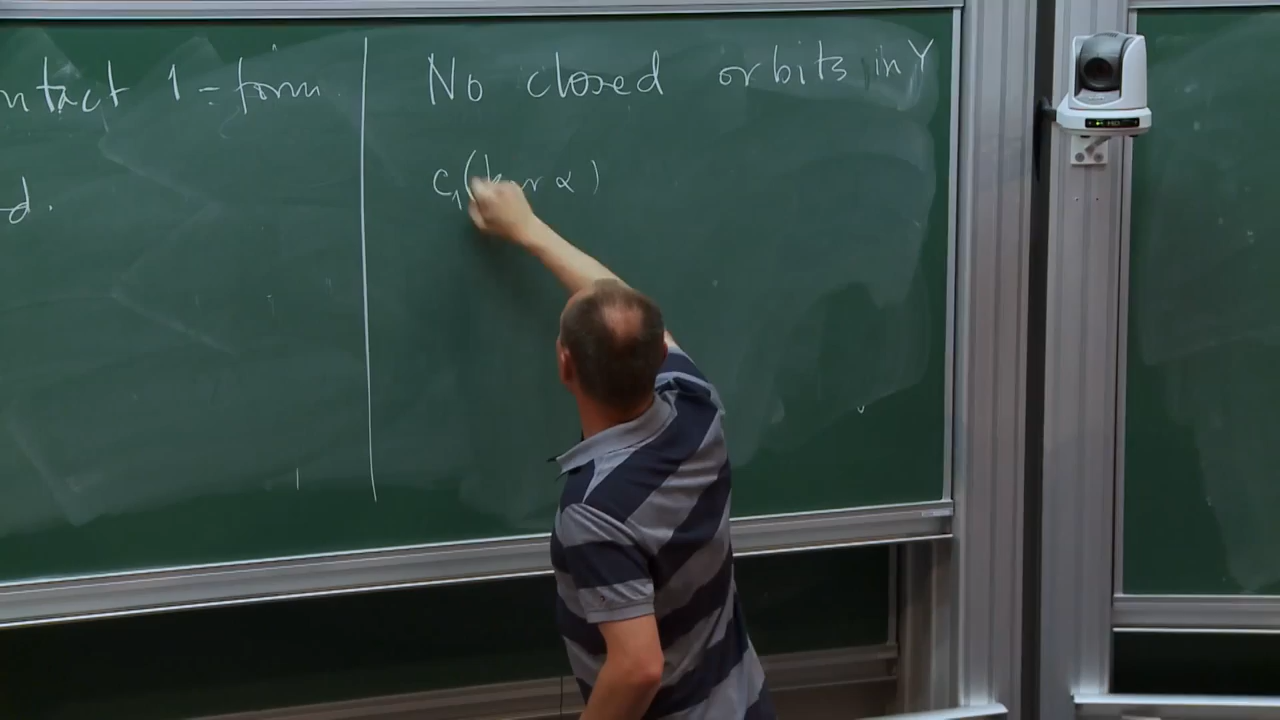 ntact 1-form
d.
No closed orbits in Y
c₁(ker α)